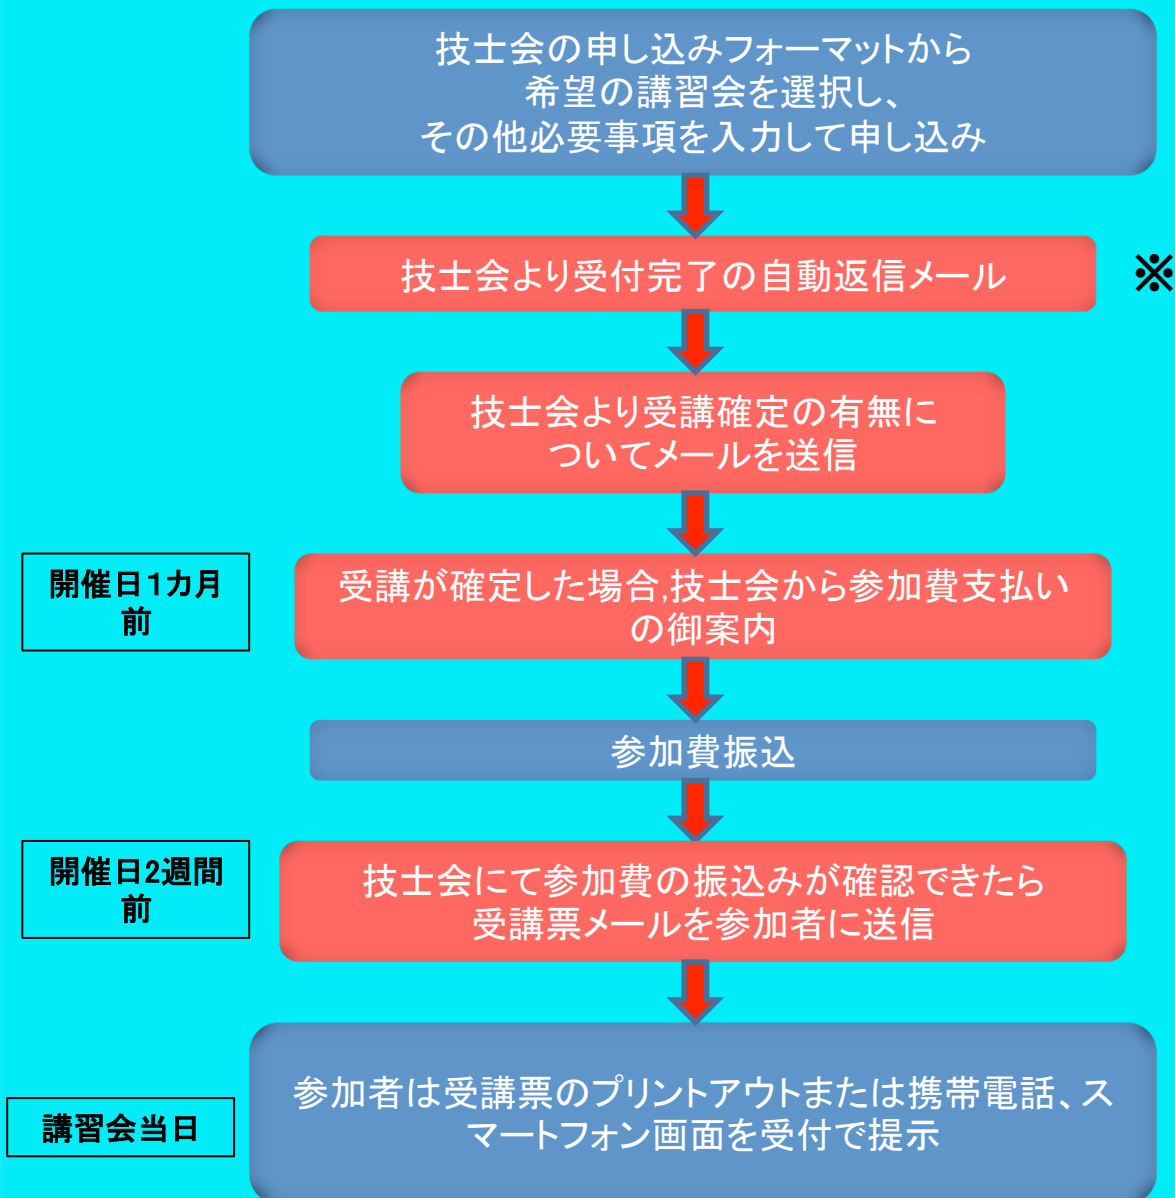 技士会の申し込みフォーマットから
希望の講習会を選択し、
その他必要事項を入力して申し込み
技士会より受付完了の自動返信メール
※
技士会より受講確定の有無に
ついてメールを送信
開催日1カ月
前
受講が確定した場合,技士会から参加費支払い
の御案内
参加費振込
開催日2週間
前
技士会にて参加費の振込みが確認できたら
受講票メールを参加者に送信
講習会当日
参加者は受講票のプリントアウトまたは携帯電話、ス
マートフォン画面を受付で提示